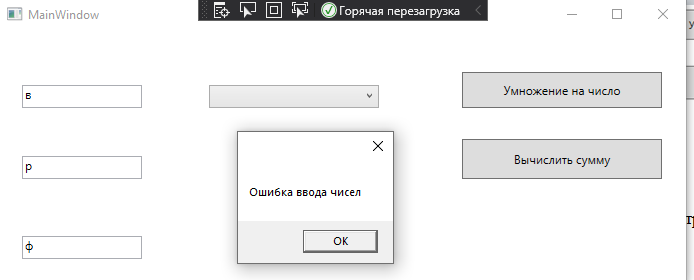 MainWindow
Горячая перезагрузка
в
Умножение на число
р
Вычислить сумму
Ошибка ввода чисел
OK
ф